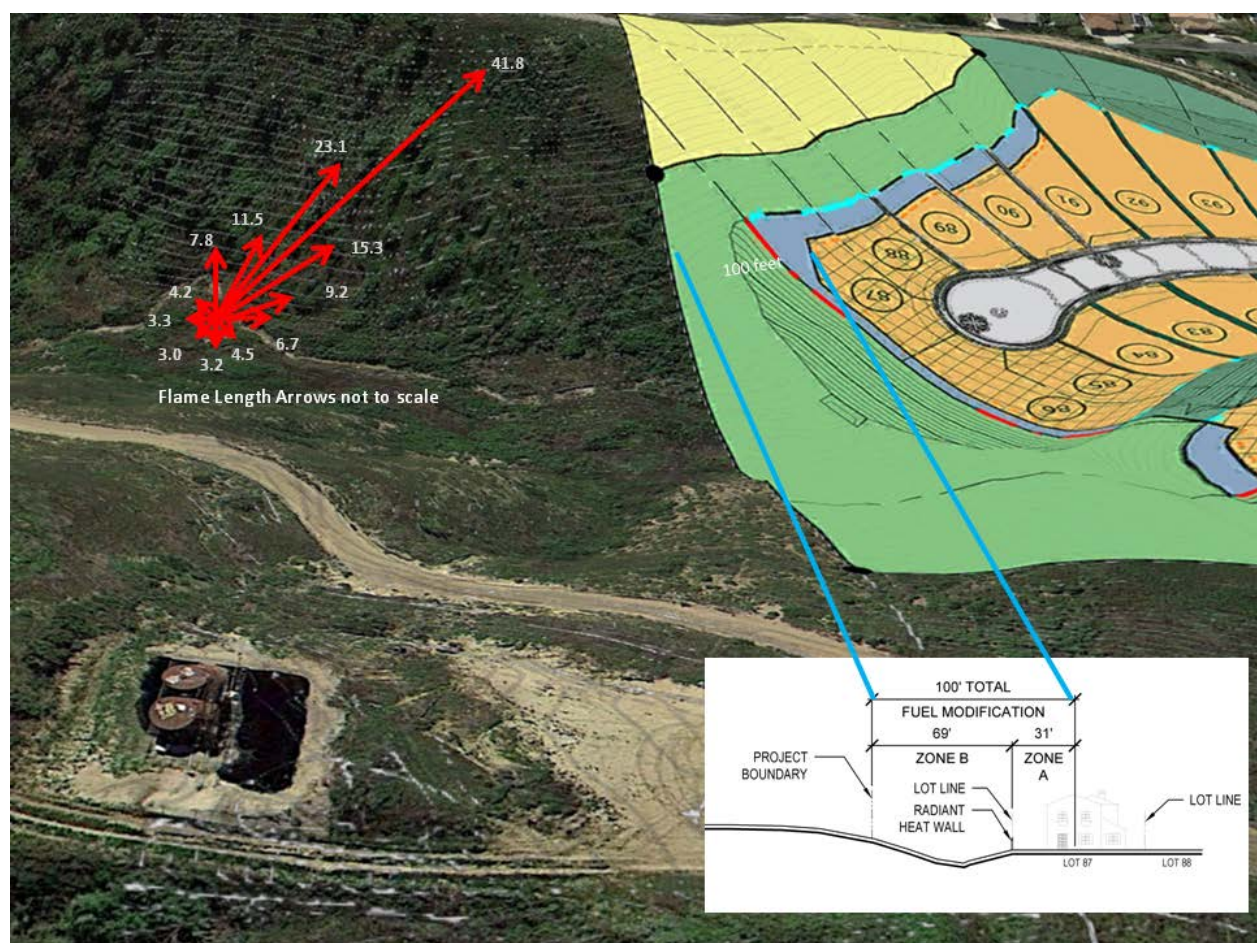 41.8
23.1
11.5
7.8
15.3
4.2
9.2
3.3
6.7
3.0
4.5
3.2
Flame Length Arrows not to scale
100 feet
93
92
91
90
89
88
87
86
85
84
83
100' TOTAL
FUEL MODIFICATION
69'
31'
PROJECT
BOUNDARY
ZONE B
ZONE
A
LOT LINE
RADIANT
HEAT WALL
LOT LINE
LOT 87
LOT 88